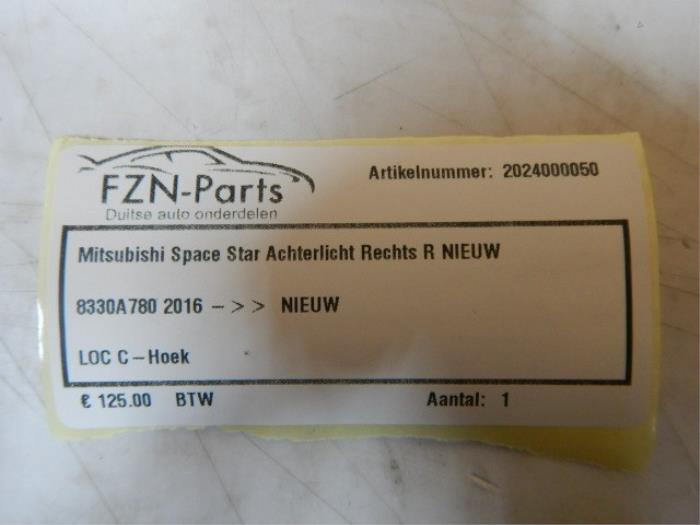 FZN-Parts
Duitse auto onderdelen
Artikelnummer: 2024000050
Mitsubishi Space Star Achterlicht Rechts R NIEUW
8330A780 2016 -> > NIEUW
LOC C-Hoek
€ 125.00 BTW
Aantal: 1